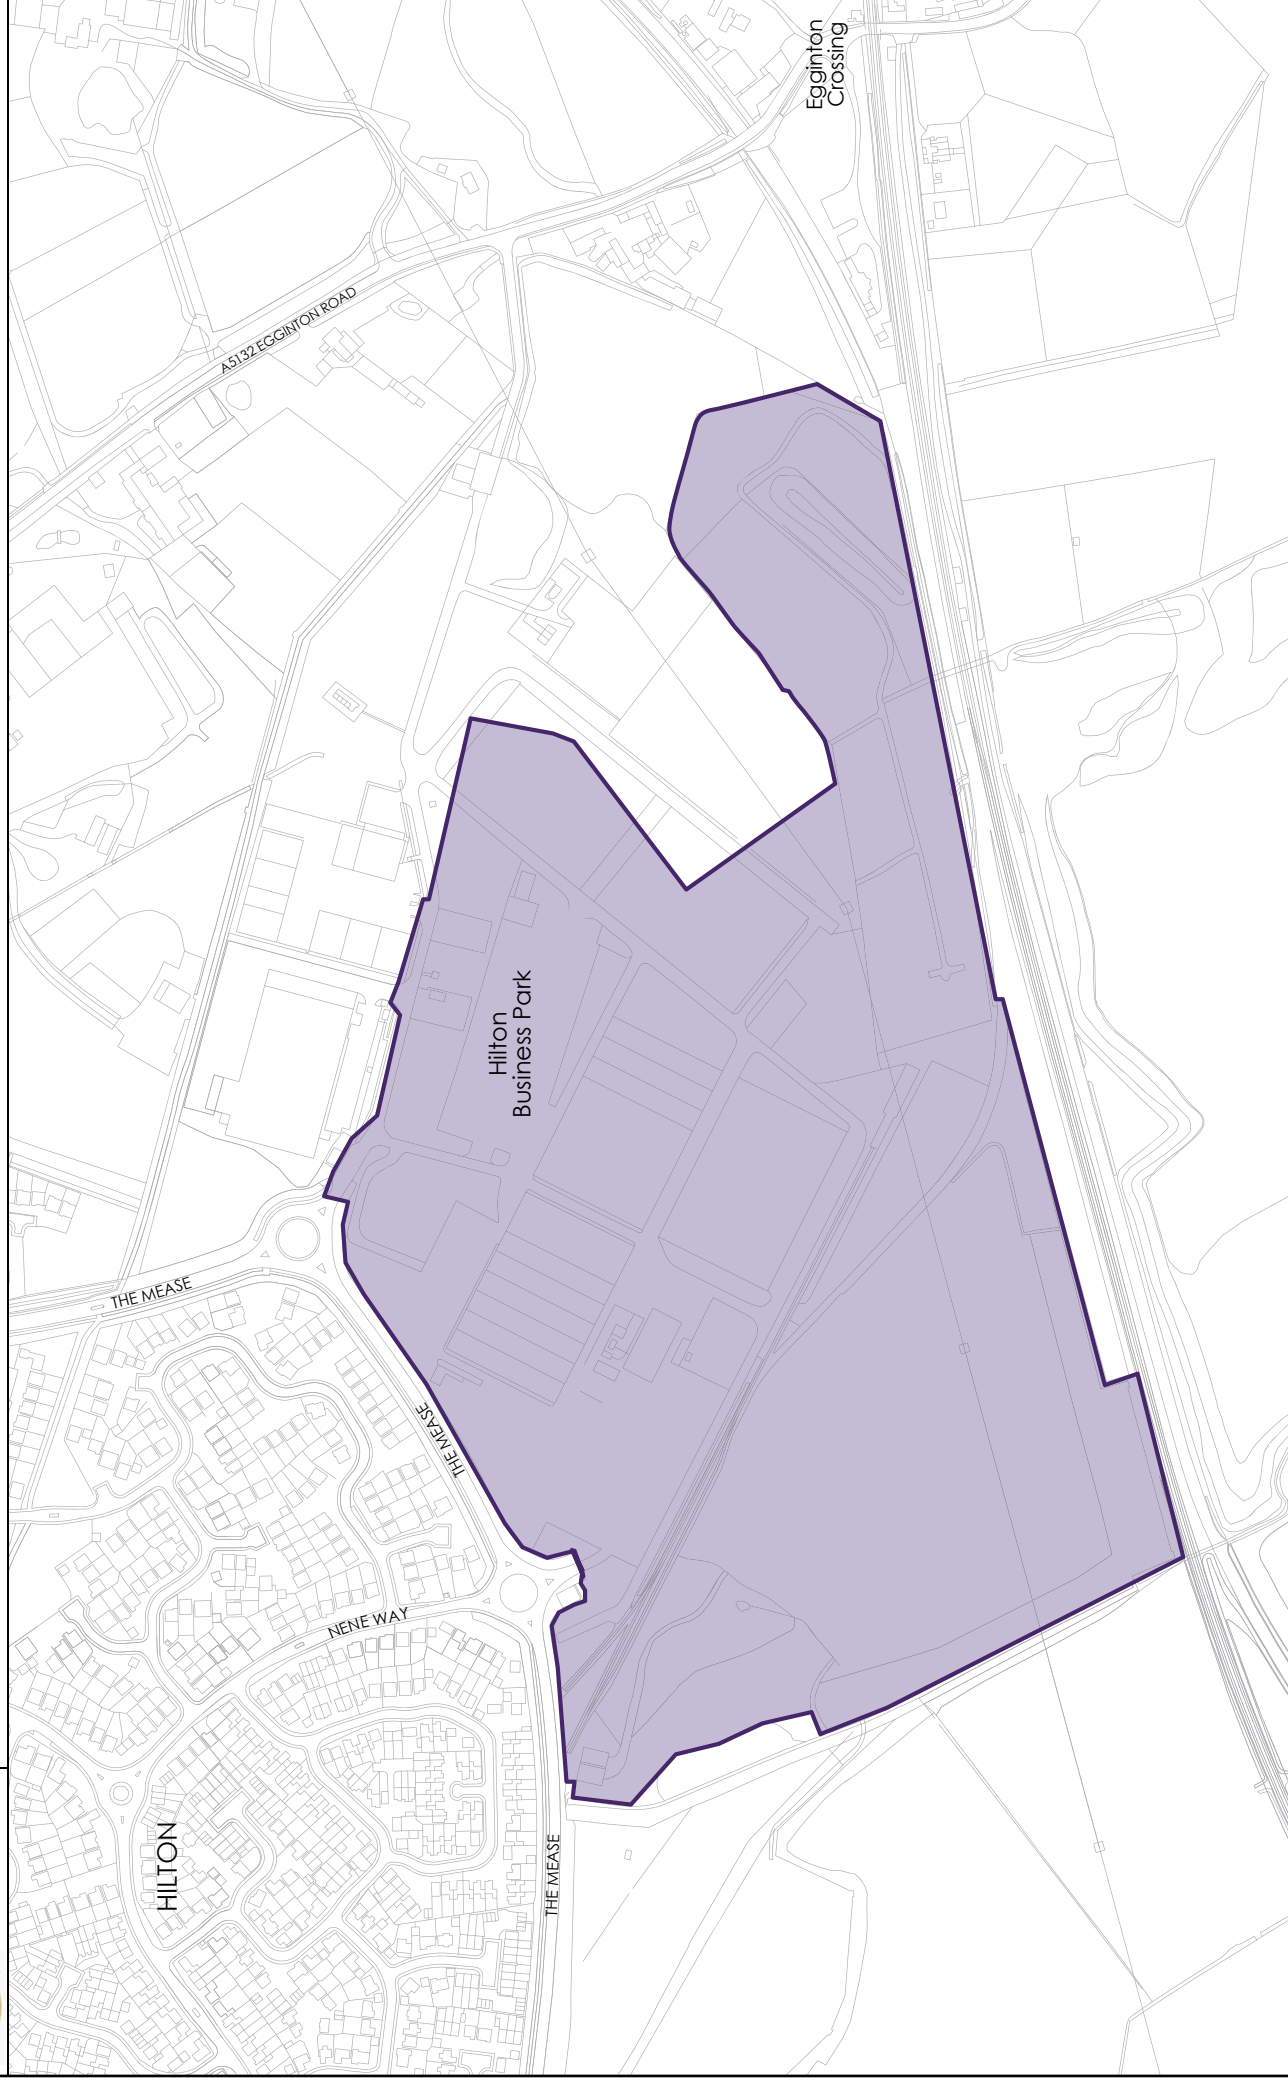 Egginton
Crossing
A5132 EGGINTON ROAD
Hilton
Business Park
THE MEASE
THE MEASE
NENE WAY
HILTON
THE MEASE